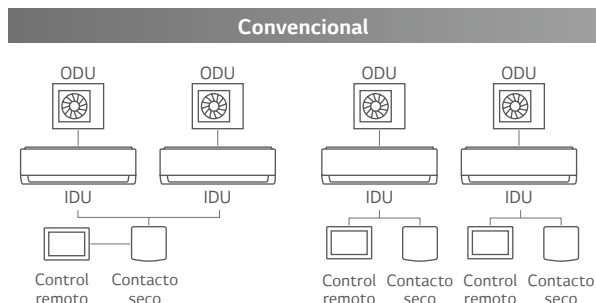 Convencional
ODU ODU ODU ODU
IDU IDU IDU IDU
Control Contacto Control Contacto Control Contacto
remoto seco remoto seco remoto seco